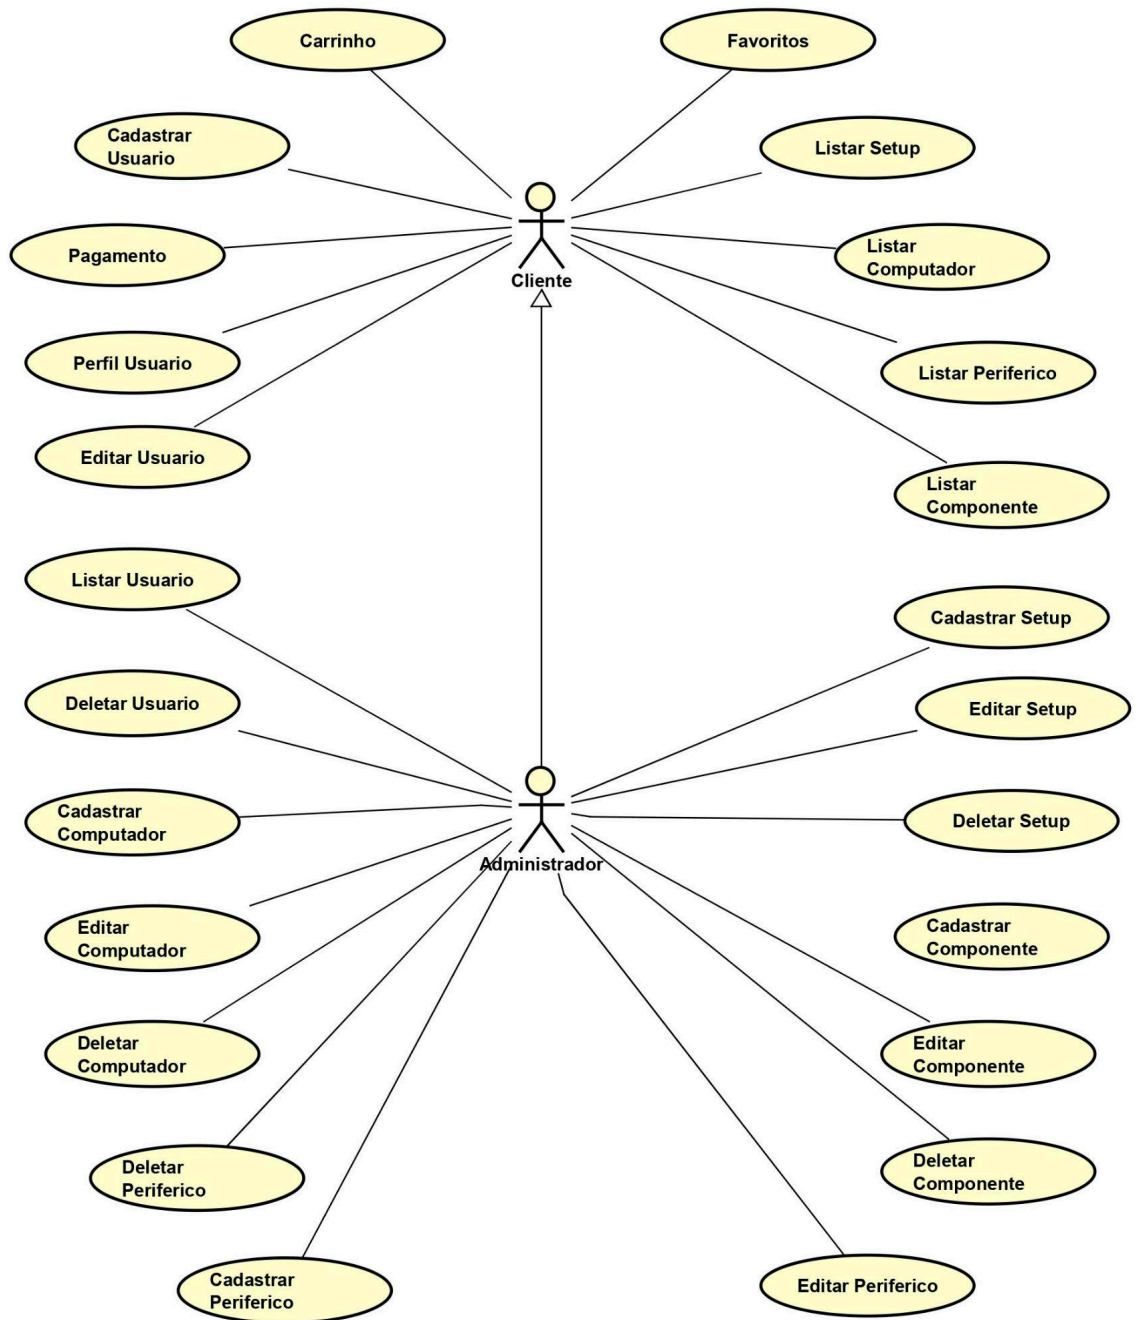 Carrinho
Favoritos
Cadastrar
Usuario
Listar Setup
Pagamento
Listar
Computador
Cliente
Perfil Usuario
Listar Periferico
Editar Usuario
Listar
Componente
Listar Usuario
Cadastrar Setup
Deletar Usuario
Editar Setup
Cadastrar
Computador
Deletar Setup
Administrador
Editar
Computador
Cadastrar
Componente
Deletar
Computador
Editar
Componente
Deletar
Periferico
Deletar
Componente
Cadastrar
Periferico
Editar Periferico